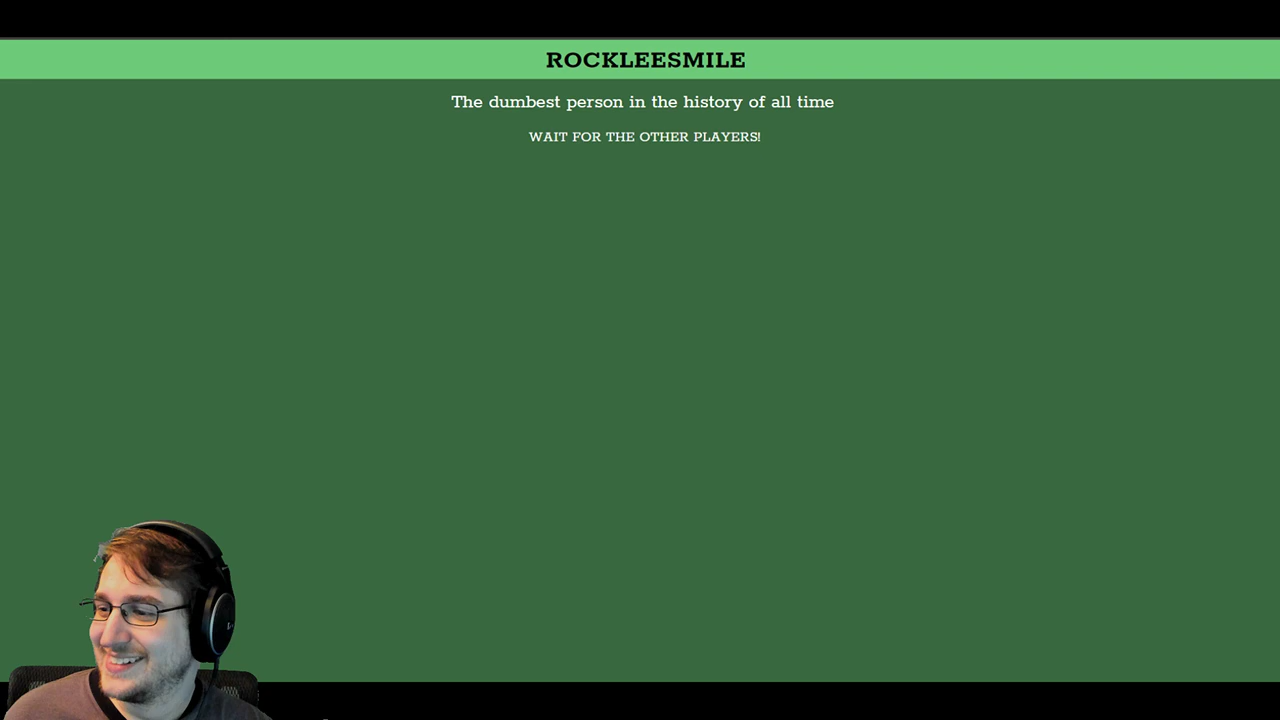 ROCKLEESMILE
The dumbest person in the history of all time
WAIT FOR THE OTHER PLAYERS!